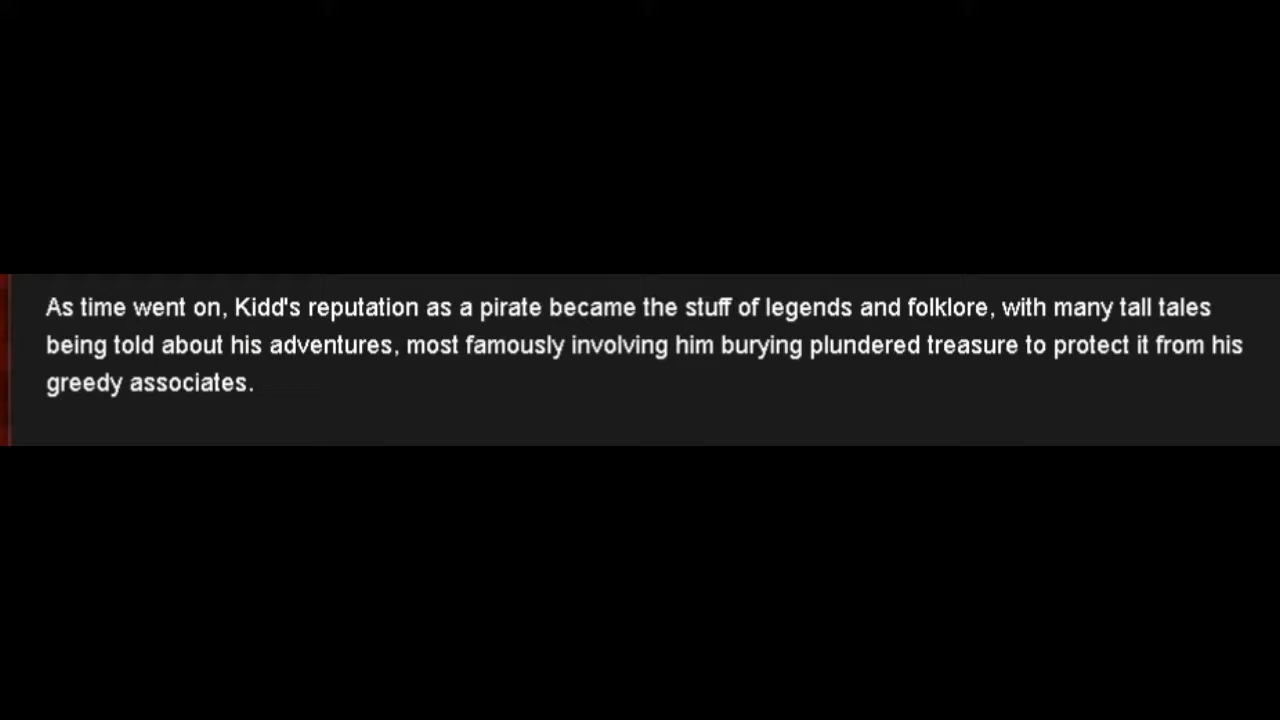 As time went on, Kidd's reputation as a pirate became the stuff of legends and folklore, with many tall tales
being told about his adventures, most famously involving him burying plundered treasure to protect it from his
greedy associates.